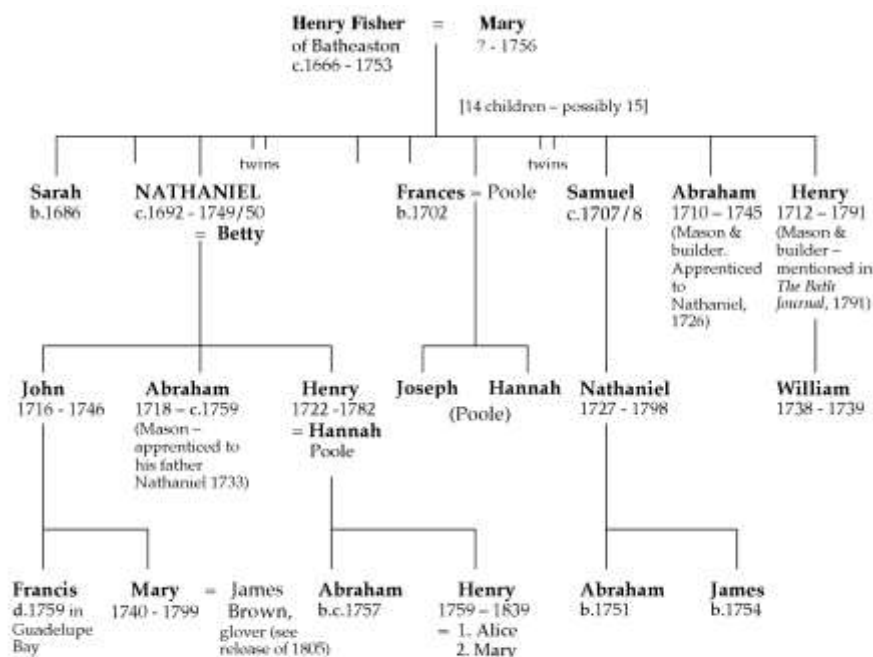 Henry Fisher = Mary
of Batheaston ? - 1756
c.1666 - 1753
[14 children – possibly 15]
twins twins
Sarah NATHANIEL Frances = Poole Samuel Abraham Henry
b.1686 c.1692 - 1749/50 b.1702 c.1707/8 1710 – 1745 1712 – 1791
= Betty (Mason & (Mason &
builder. builder –
Apprenticed mentioned in
to The Bath
Nathaniel, Journal, 1791)
1726)
John Abraham Henry Joseph Hannah Nathaniel William
1716 - 1746 1718 – c.1759 1722 -1782 (Poole) 1727 - 1798 1738 - 1739
(Mason – = Hannah
apprenticed to Poole
his father
Nathaniel 1733)
Francis Mary = James Abraham Henry Abraham James
d.1759 in 1740 - 1799 Brown, b.c.1757 1759 – 1839 b.1751 b.1754
Guadelupe glover (see = 1. Alice
Bay release of 1805) 2. Mary